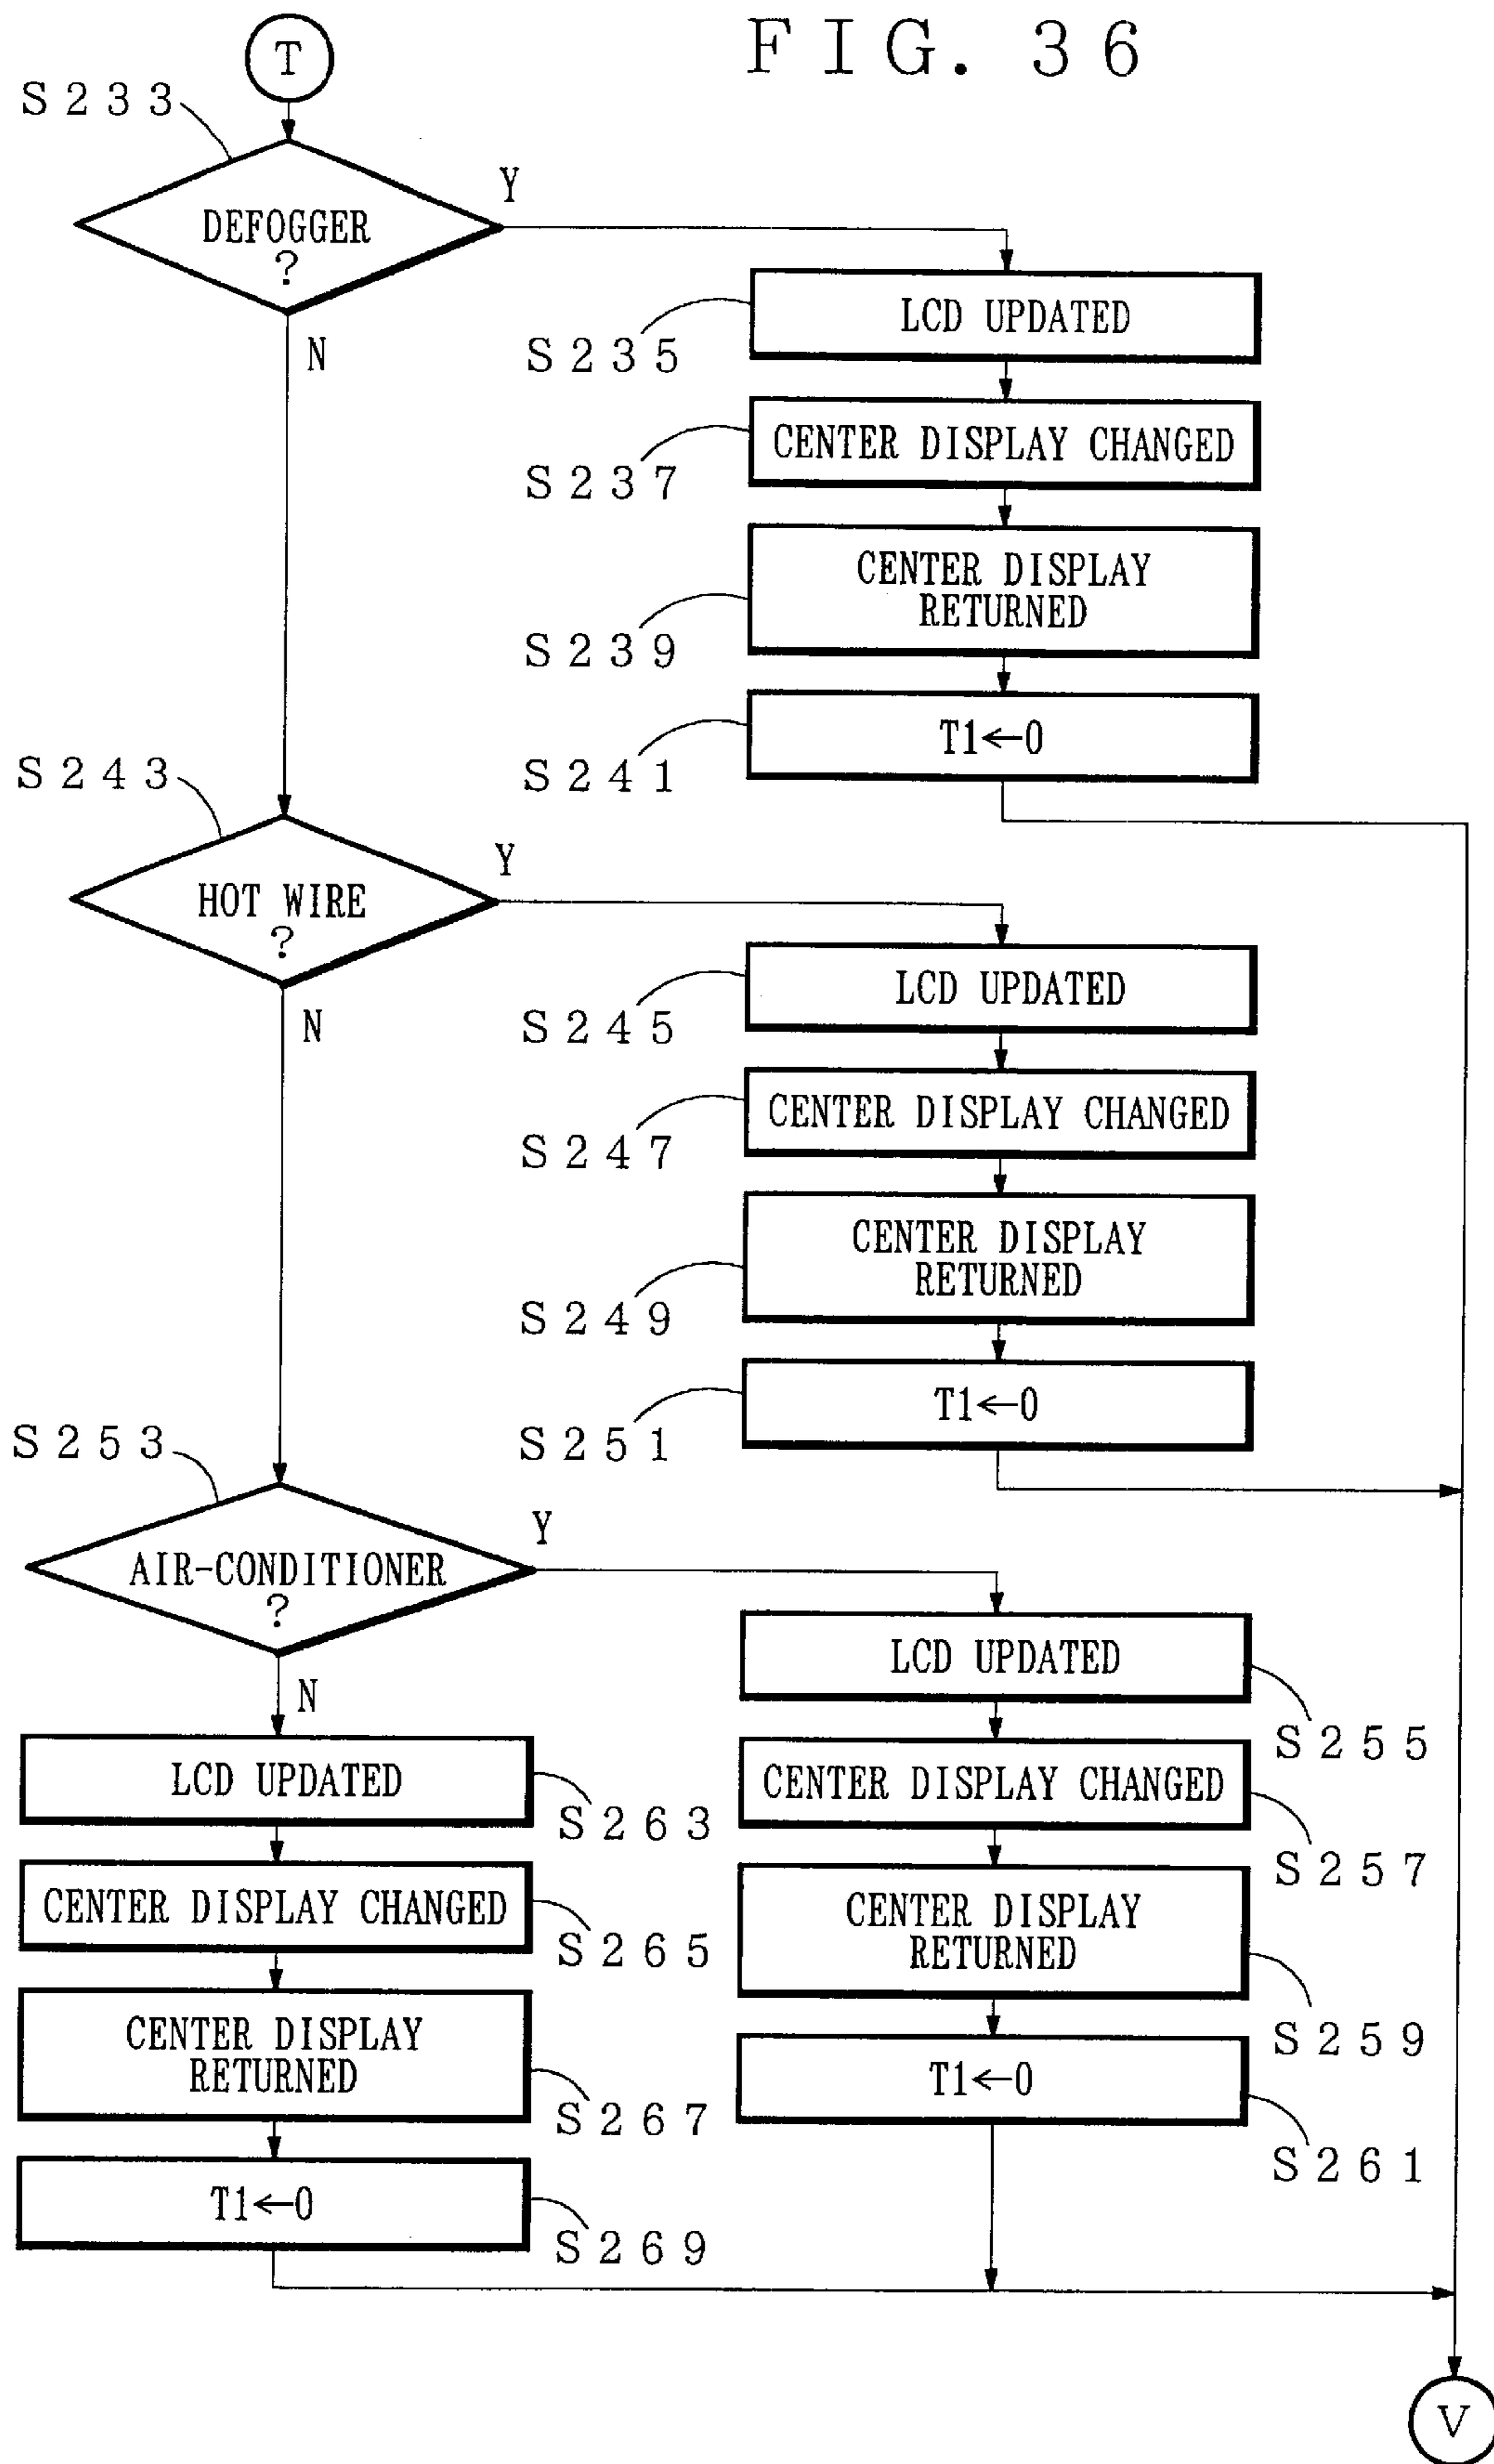 FIG. 36
T
S233
DEFOGGER
?
Y
N
LCD UPDATED
S235
CENTER DISPLAY CHANGED
S237
CENTER DISPLAY
RETURNED
S239
T1←0
S241
S243
HOT WIRE
?
Y
N
LCD UPDATED
S245
CENTER DISPLAY CHANGED
S247
CENTER DISPLAY
RETURNED
S249
T1←0
S251
S253
AIR-CONDITIONER
?
Y
N
LCD UPDATED
S255
CENTER DISPLAY CHANGED
S257
CENTER DISPLAY
RETURNED
S259
T1←0
S261
LCD UPDATED
S263
CENTER DISPLAY CHANGED
S265
CENTER DISPLAY
RETURNED
S267
T1←0
S269
V